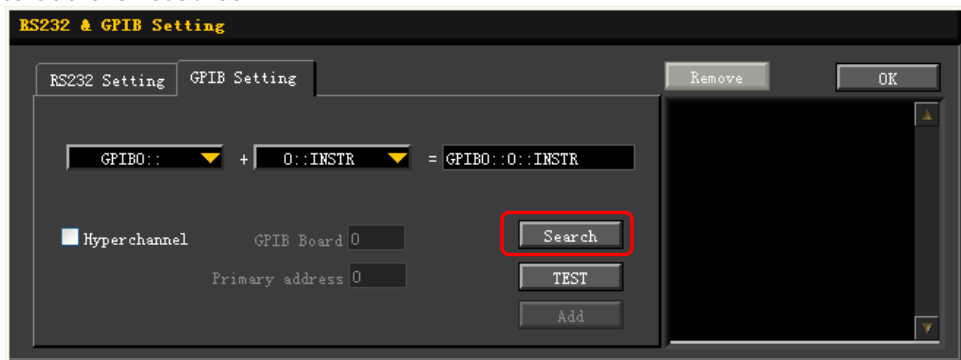 RS232 & GPIB Setting
RS232 Setting GPIB Setting Remove OK
GPIB0:: + 0::INSTR = GPIB0::0::INSTR
Hyperchannel GPIB Board 0 Search
Primary address 0 TEST
Add